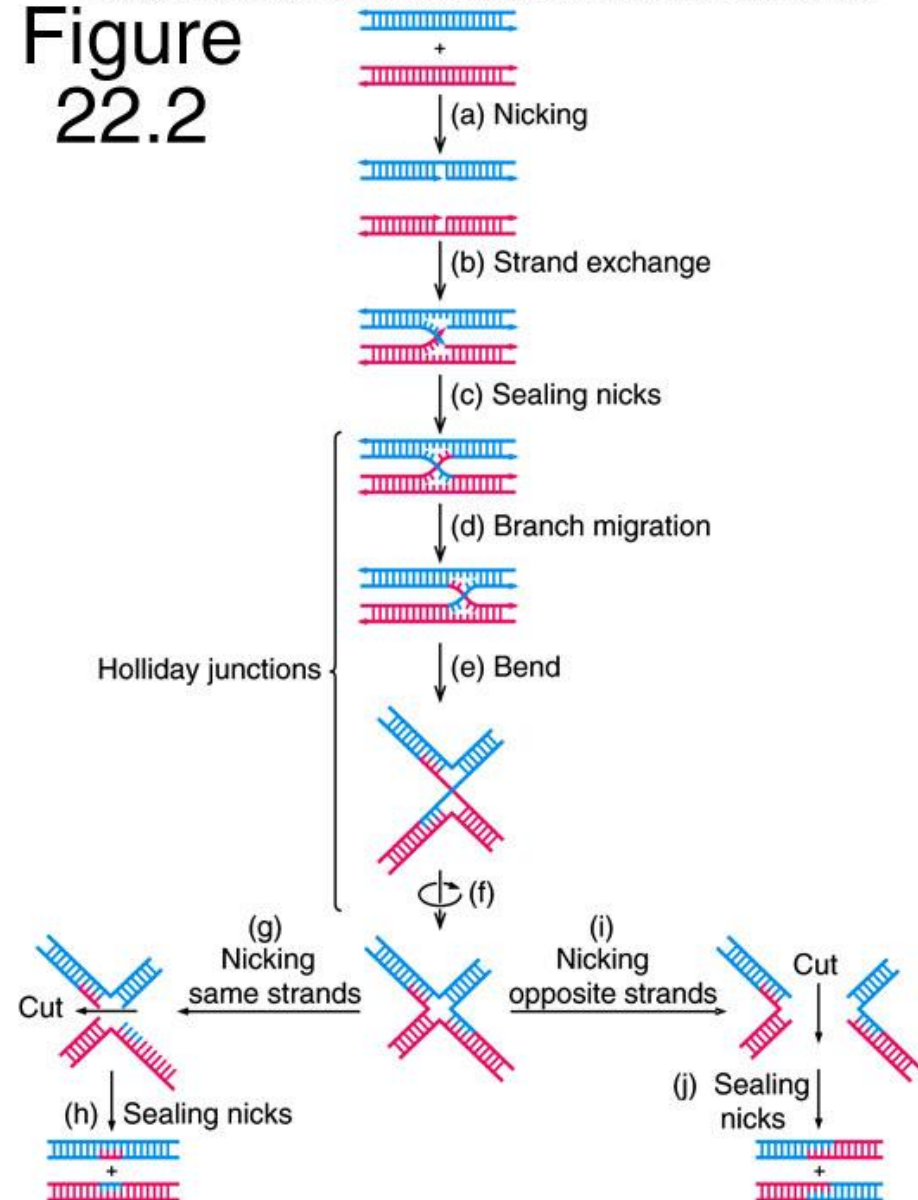 Figure
22.2
+
(a) Nicking
(b) Strand exchange
(c) Sealing nicks
(d) Branch migration
Holliday junctions
(e) Bend
(f)
(g)
Nicking
same strands
(i)
Nicking
opposite strands
Cut
Cut
(h) Sealing nicks
(j) Sealing
nicks
+
+